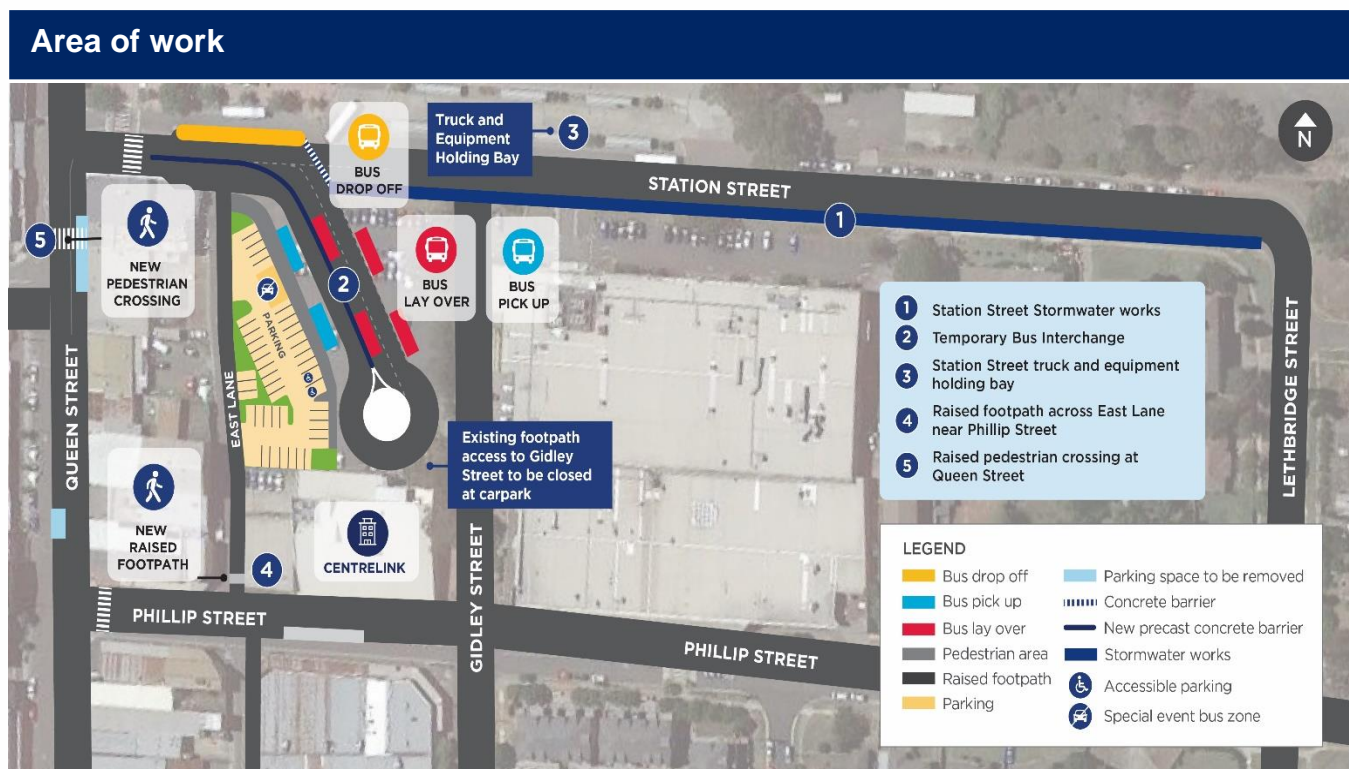 Area of work
BUS
DROP OFF
Truck and
Equipment
Holding Bay
3
N
STATION STREET
1
5
NEW
PEDESTRIAN
CROSSING
BUS
LAY OVER
BUS
PICK UP
2
PARKING
QUEEN STREET
EAST LANE
LETHBRIDGE STREET
1 Station Street Stormwater works
2 Temporary Bus Interchange
3 Station Street truck and equipment
holding bay
4 Raised footpath across East Lane
near Phillip Street
5 Raised pedestrian crossing at
Queen Street
Existing footpath
access to Gidley
Street to be closed
at carpark
NEW
RAISED
FOOTPATH
4
CENTRELINK
GIDLEY STREET
PHILLIP STREET
PHILLIP STREET
LEGEND
Bus drop off
Bus pick up
Bus lay over
Pedestrian area
Raised footpath
Parking
Parking space to be removed
Concrete barrier
New precast concrete barrier
Stormwater works
Accessible parking
Special event bus zone